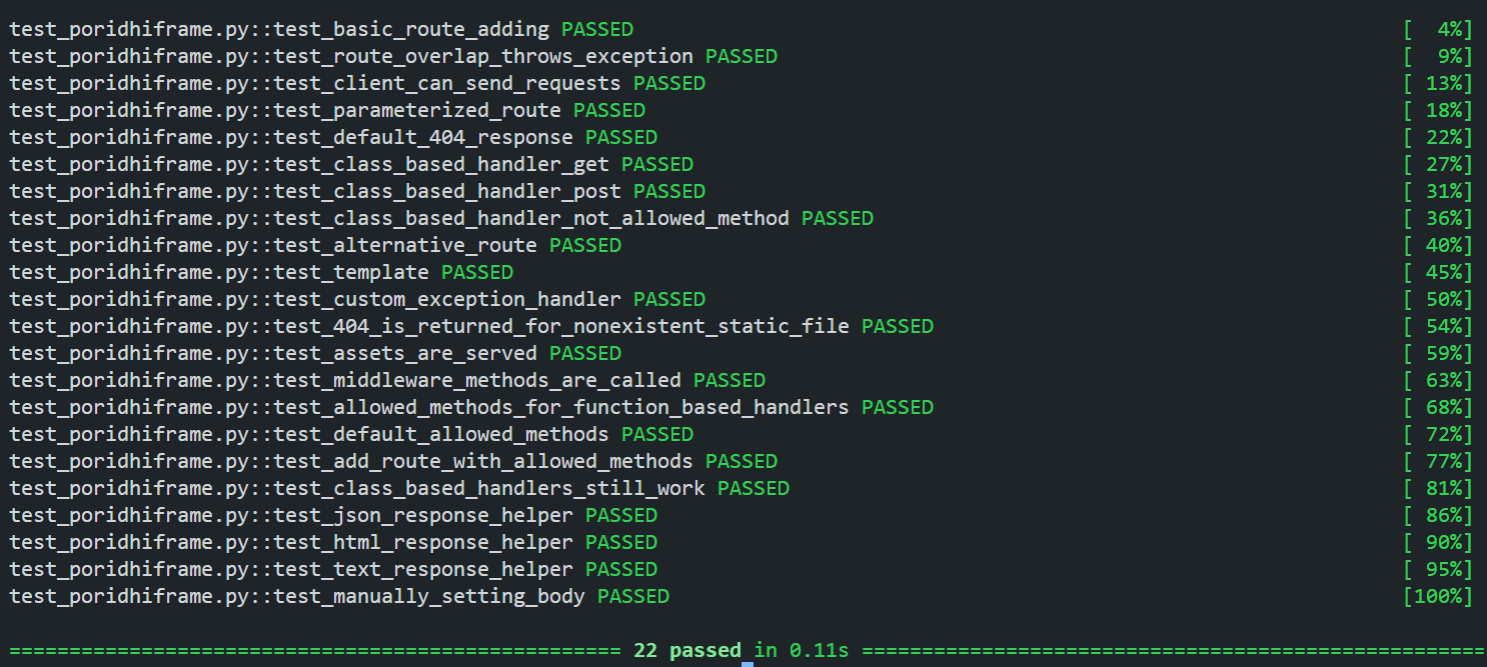 test_poridhiframe.py::test_basic_route_adding PASSED [  4%]
test_poridhiframe.py::test_route_overlap_throws_exception PASSED [  9%]
test_poridhiframe.py::test_client_can_send_requests PASSED [ 13%]
test_poridhiframe.py::test_parameterized_route PASSED [ 18%]
test_poridhiframe.py::test_default_404_response PASSED [ 22%]
test_poridhiframe.py::test_class_based_handler_get PASSED [ 27%]
test_poridhiframe.py::test_class_based_handler_post PASSED [ 31%]
test_poridhiframe.py::test_class_based_handler_not_allowed_method PASSED [ 36%]
test_poridhiframe.py::test_alternative_route PASSED [ 40%]
test_poridhiframe.py::test_template PASSED [ 45%]
test_poridhiframe.py::test_custom_exception_handler PASSED [ 50%]
test_poridhiframe.py::test_404_is_returned_for_nonexistent_static_file PASSED [ 54%]
test_poridhiframe.py::test_assets_are_served PASSED [ 59%]
test_poridhiframe.py::test_middleware_methods_are_called PASSED [ 63%]
test_poridhiframe.py::test_allowed_methods_for_function_based_handlers PASSED [ 68%]
test_poridhiframe.py::test_default_allowed_methods PASSED [ 72%]
test_poridhiframe.py::test_add_route_with_allowed_methods PASSED [ 77%]
test_poridhiframe.py::test_class_based_handlers_still_work PASSED [ 81%]
test_poridhiframe.py::test_json_response_helper PASSED [ 86%]
test_poridhiframe.py::test_html_response_helper PASSED [ 90%]
test_poridhiframe.py::test_text_response_helper PASSED [ 95%]
test_poridhiframe.py::test_manually_setting_body PASSED [100%]
=================================================== 22 passed in 0.11s ====================================================